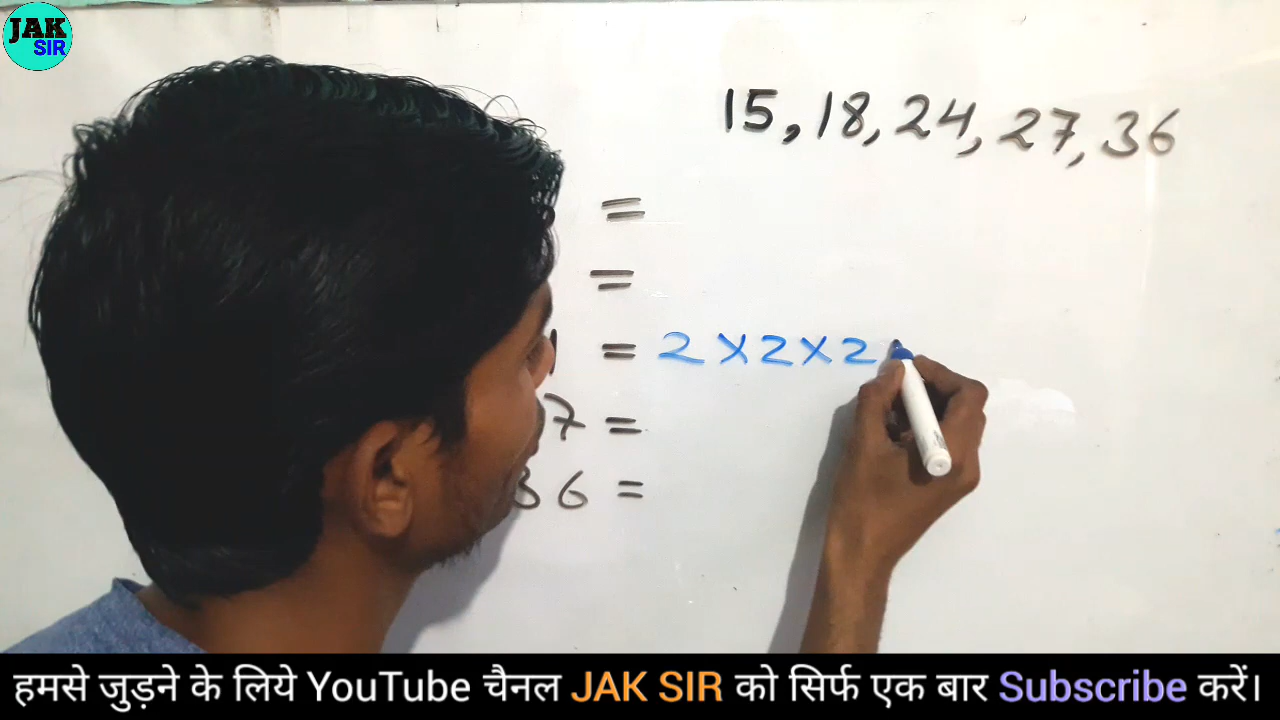 JAK
SIR
15, 18, 24, 27, 36
=
=
= 2 × 2 × 2
7 =
36 =
हमसे जुड़ने के लिये YouTube चैनल JAK SIR को सिर्फ एक बार Subscribe करें।